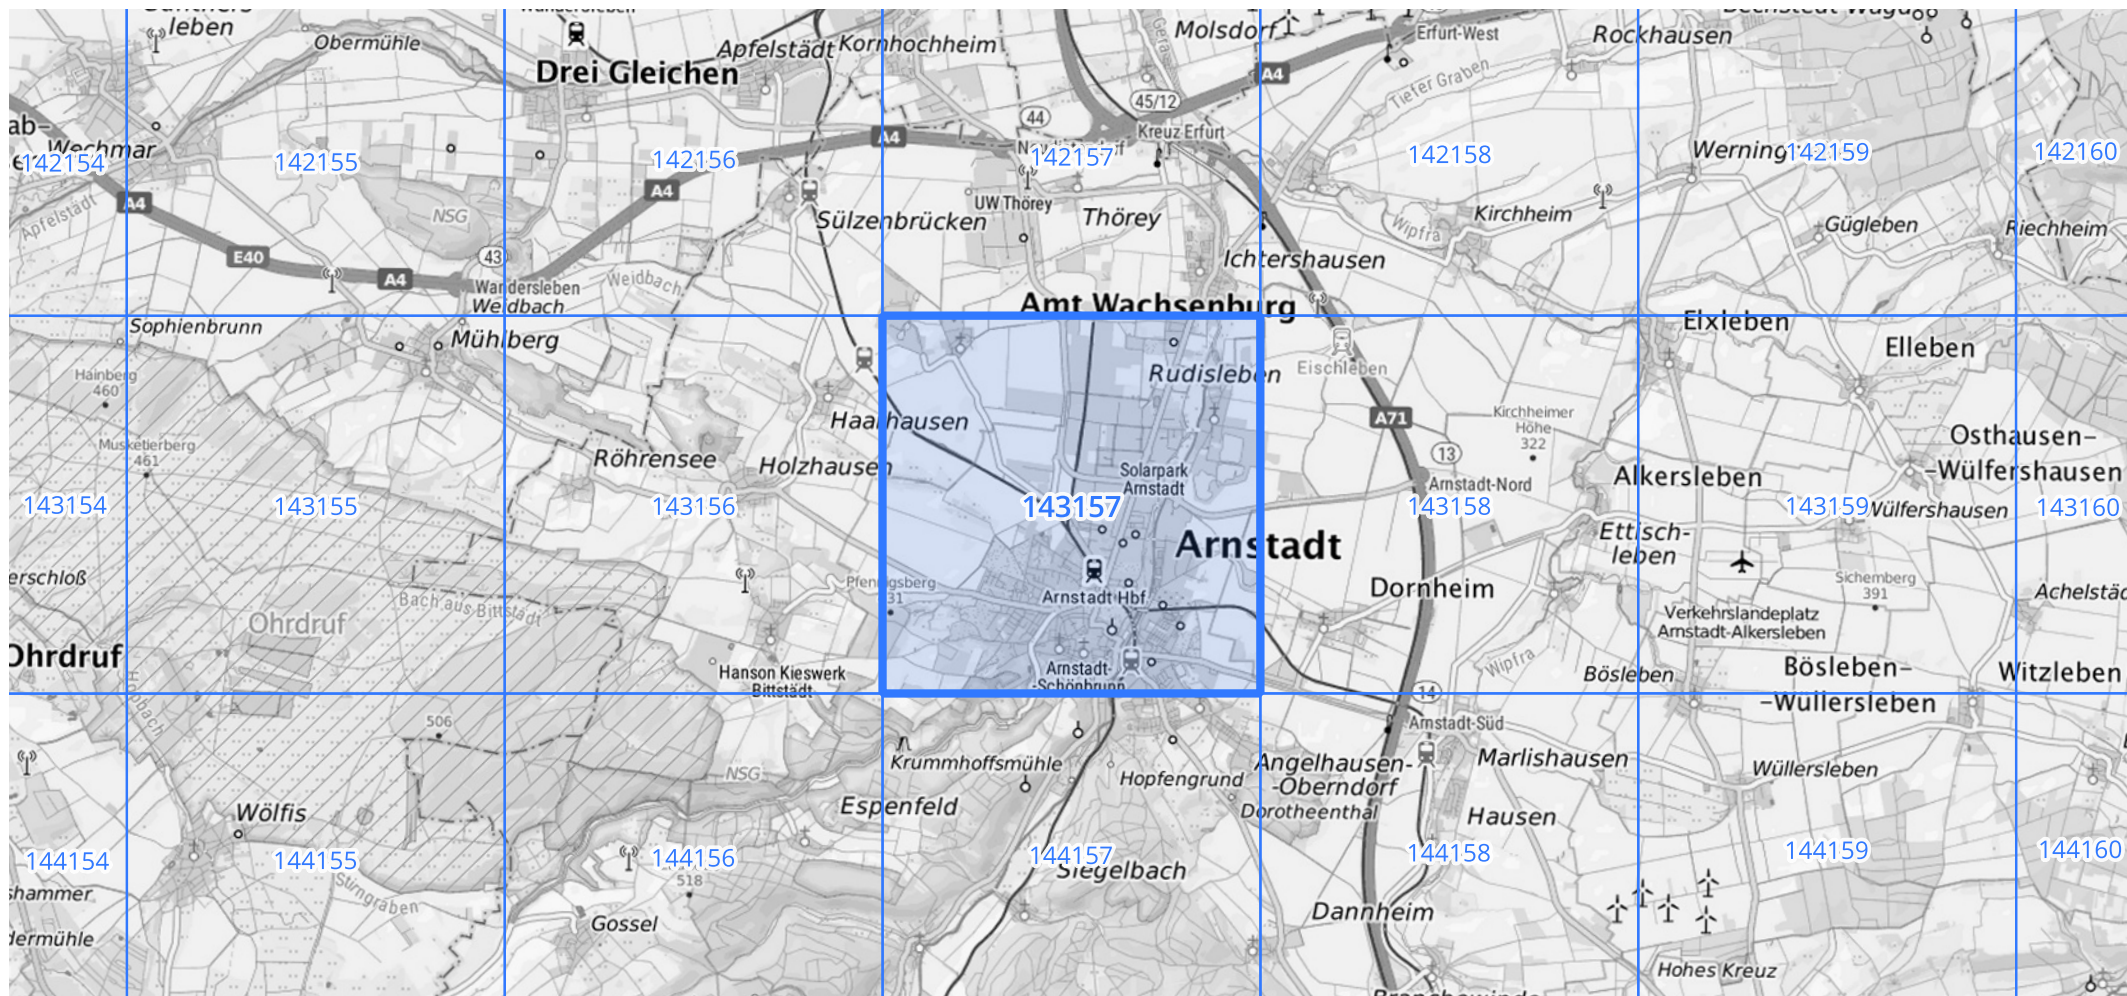 leben
Obermühle
Drei Gleichen
Apfelstädt
Kornhochheim
Gera
Molsdorf
Erfurt-West
Rockhausen
A4
Tiefer Graben
45/12
44
Kreuz Erfurt
A4
Wechmar
142154
142155
142156
142157
142158
Werning
142159
142160
A4
A4
Apfelstädt
NSG
Sülzenbrücken
UW Thörey
Thörey
Kirchheim
Wipfra
Gügleben
Riechheim
E40
43
A4
Ichtershausen
Wandersleben
Weidbach
Weidbach
Amt Wachsenburg
Sophienbrunn
Mühlberg
Elxleben
Elleben
Rudisleben
Eischleben
Hainberg
460
Haarhausen
A71
Kirchheimer
Höhe
322
Musketierberg
461
13
Osthausen-
-Wülfershausen
Röhrensee
Holzhausen
Solarpark
Arnstadt
Arnstadt-Nord
Alkersleben
143154
143155
143156
143157
143158
143159
Wülfershausen
143160
Arnstadt
Ettisch-
leben
erschloß
Arnstadt Hbf
Dornheim
Sichemberg
391
Achelstäd
Bach aus Bittstädt
Ohrdruf
Verkehrslandeplatz
Arnstadt-Alkersleben
Ohrdruf
Hanson Kieswerk
Bittstädt
Arnstadt-
-Schönbrunn
Wipfra
Bösleben
Bösleben-
-Wüllersleben
Witzleben
14
506
Arnstadt-Süd
NSG
Krummhoffsmühle
Hopfengrund
Angelhausen-
-Oberndorf
Marlishausen
Wüllersleben
Espenfeld
Dorotheenthal
Hausen
Wölfis
144154
144155
144156
144157
144158
144159
144160
518
Siegelbach
shammer
Stirngraben
Gossel
Dannheim
dermühle
Hohes Kreuz